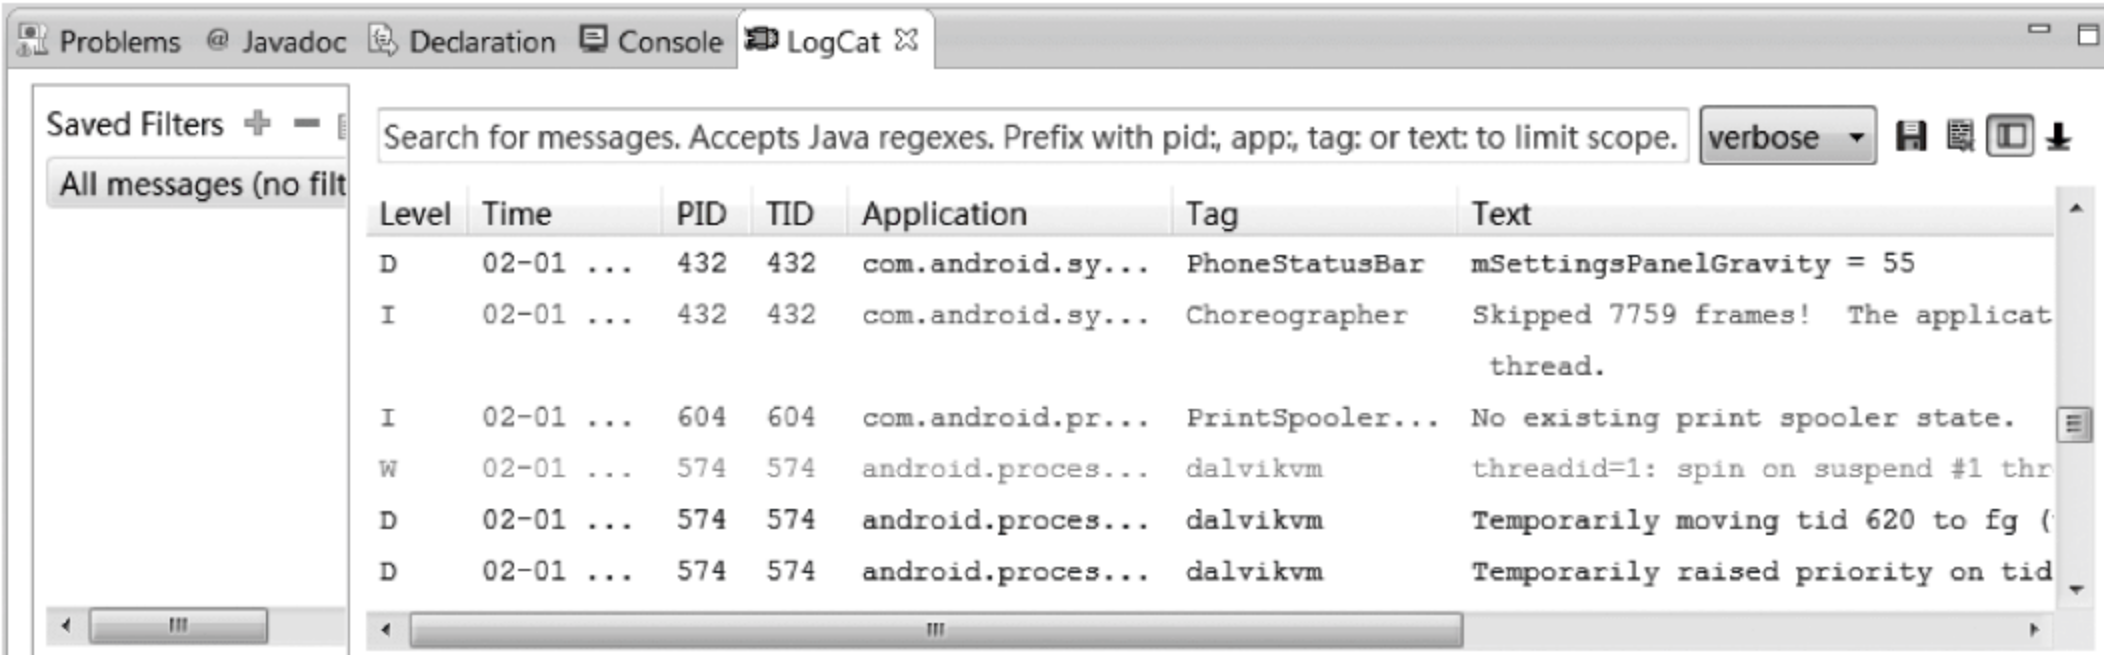 Problems @ Javadoc Declaration Console LogCat
Saved Filters
All messages (no filt
Search for messages. Accepts Java regexes. Prefix with pid:, app:, tag: or text: to limit scope. verbose
Level Time PID TID Application Tag Text
D 02-01 ... 432 432 com.android.sy... PhoneStatusBar mSettingsPanelGravity = 55
I 02-01 ... 432 432 com.android.sy... Choreographer Skipped 7759 frames! The applicat
thread.
I 02-01 ... 604 604 com.android.pr... PrintSpooler... No existing print spooler state.
W 02-01 ... 574 574 android.proces... dalvikvm threadid=1: spin on suspend #1 thr
D 02-01 ... 574 574 android.proces... dalvikvm Temporarily moving tid 620 to fg (
D 02-01 ... 574 574 android.proces... dalvikvm Temporarily raised priority on tid